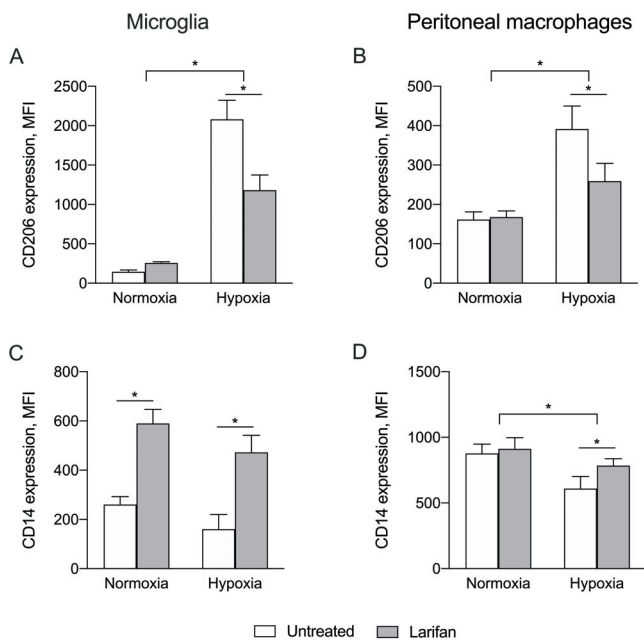 Microglia
Peritoneal macrophages
A
CD206 expression, MFI
2500
2000
1500
1000
500
0
*
*
Normoxia Hypoxia
B
CD206 expression, MFI
500
400
300
200
100
0
*
*
Normoxia Hypoxia
C
CD14 expression, MFI
800
600
400
200
0
*
*
Normoxia Hypoxia
D
CD14 expression, MFI
1500
1000
500
0
*
*
Normoxia Hypoxia
Untreated Larifan